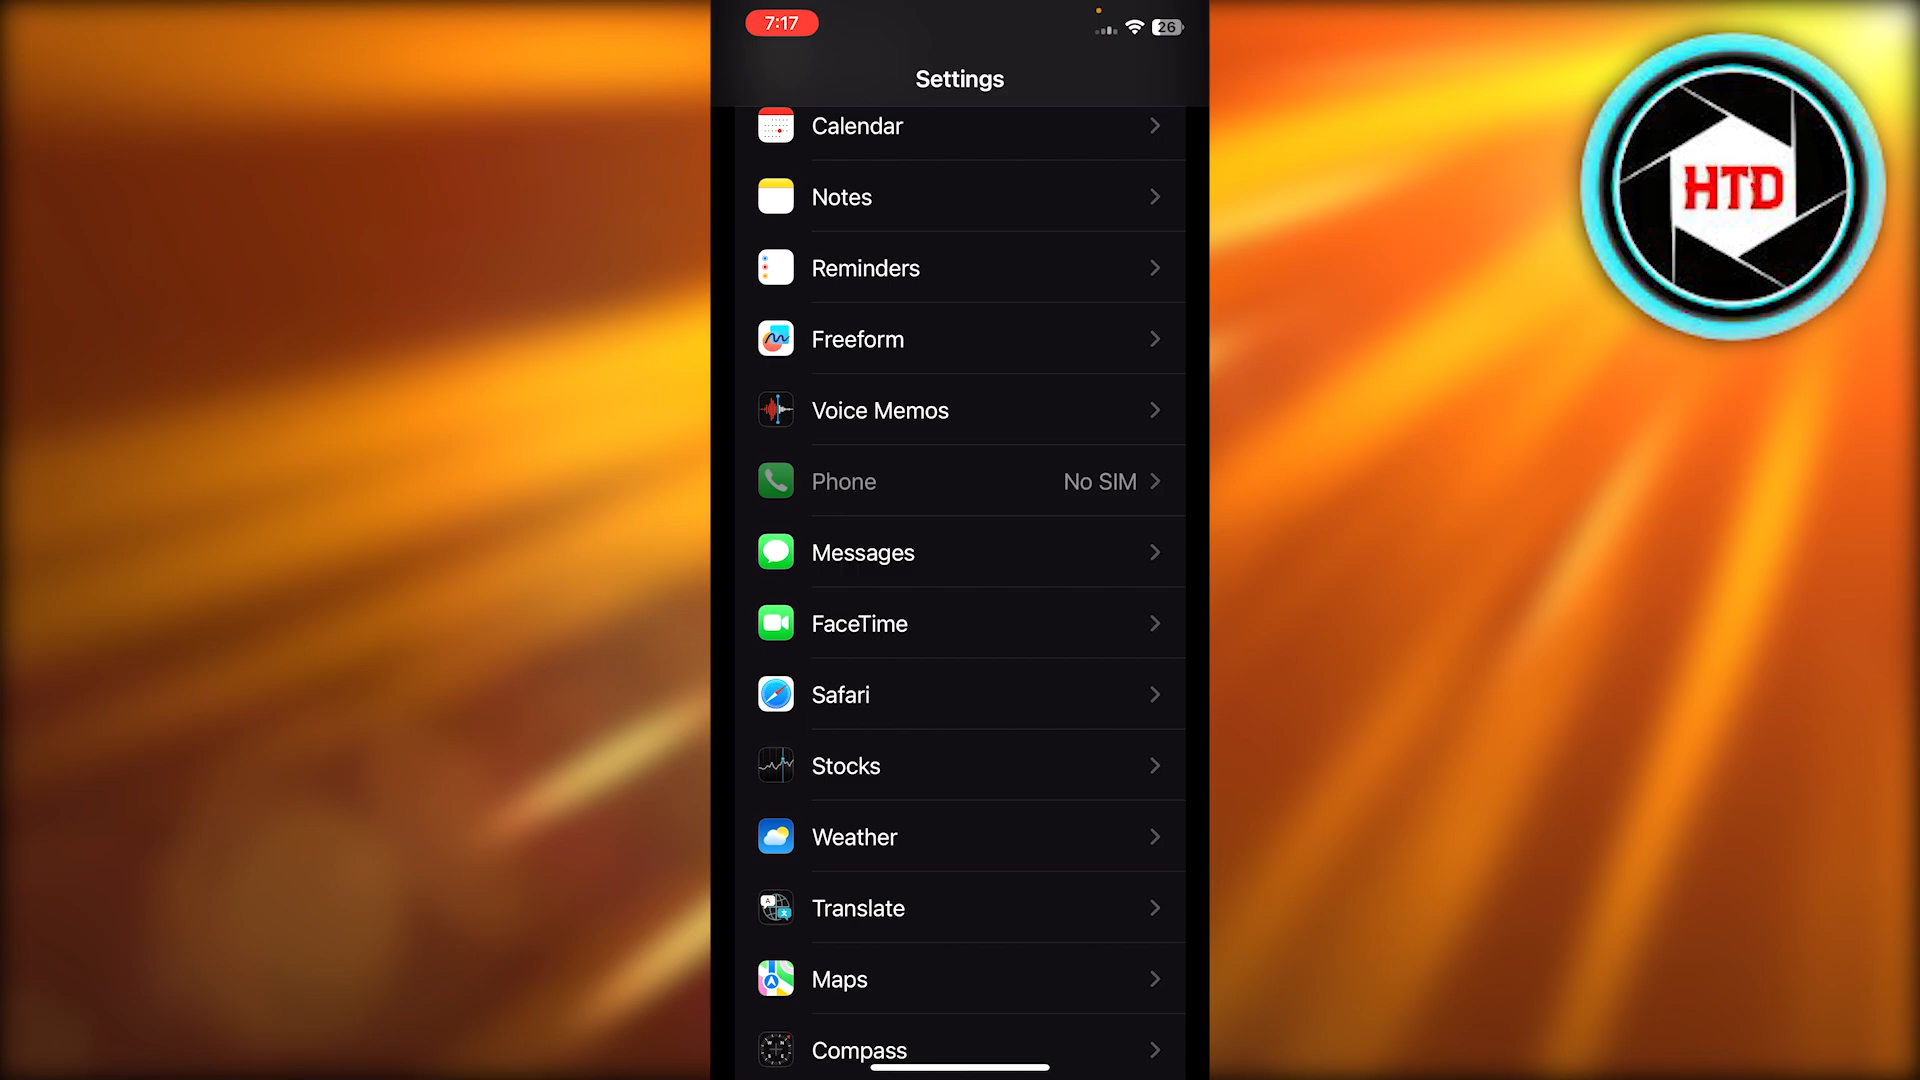 7:17
26
Settings
Calendar
Notes
Reminders
Freeform
Voice Memos
Phone No SIM
Messages
FaceTime
Safari
Stocks
Weather
Translate
Maps
Compass
HTD